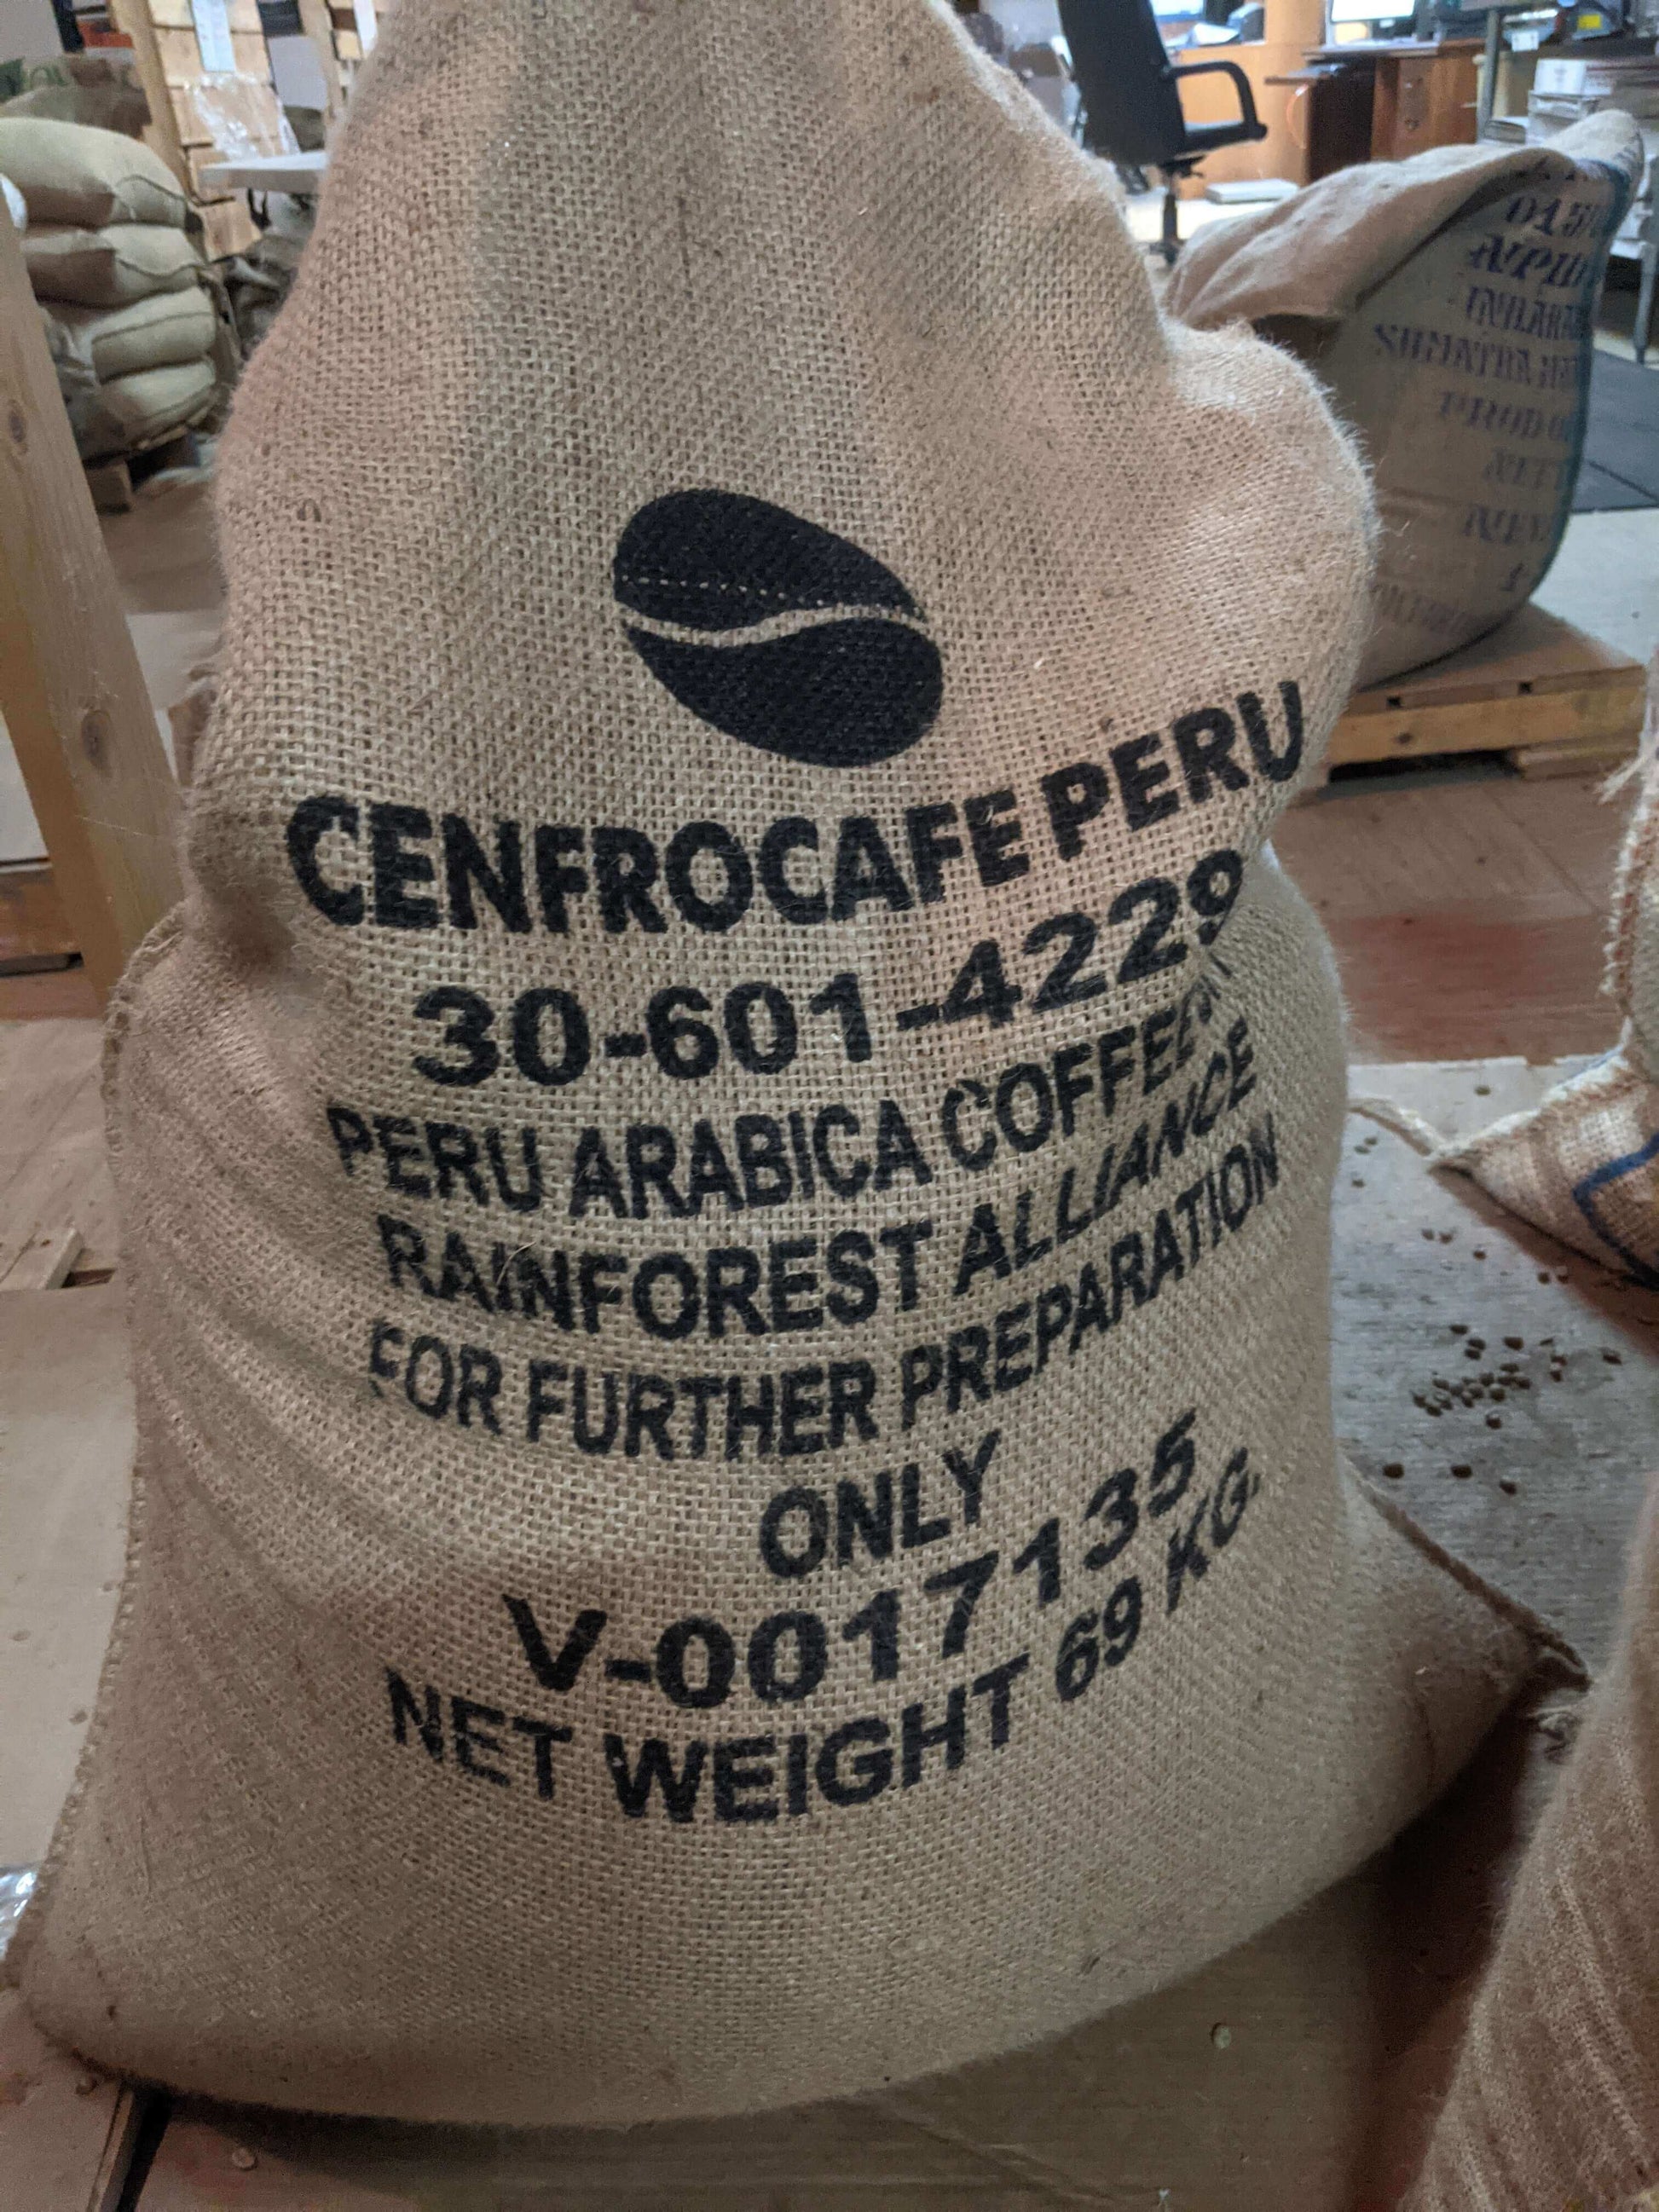 CENFROCAFE PERU
30-601-4229
PERU ARABICA COFFEE
RAINFOREST ALLIANCE
FOR FURTHER PREPARATION
ONLY
V-0017135
NET WEIGHT 69 KG.
SUMATRA